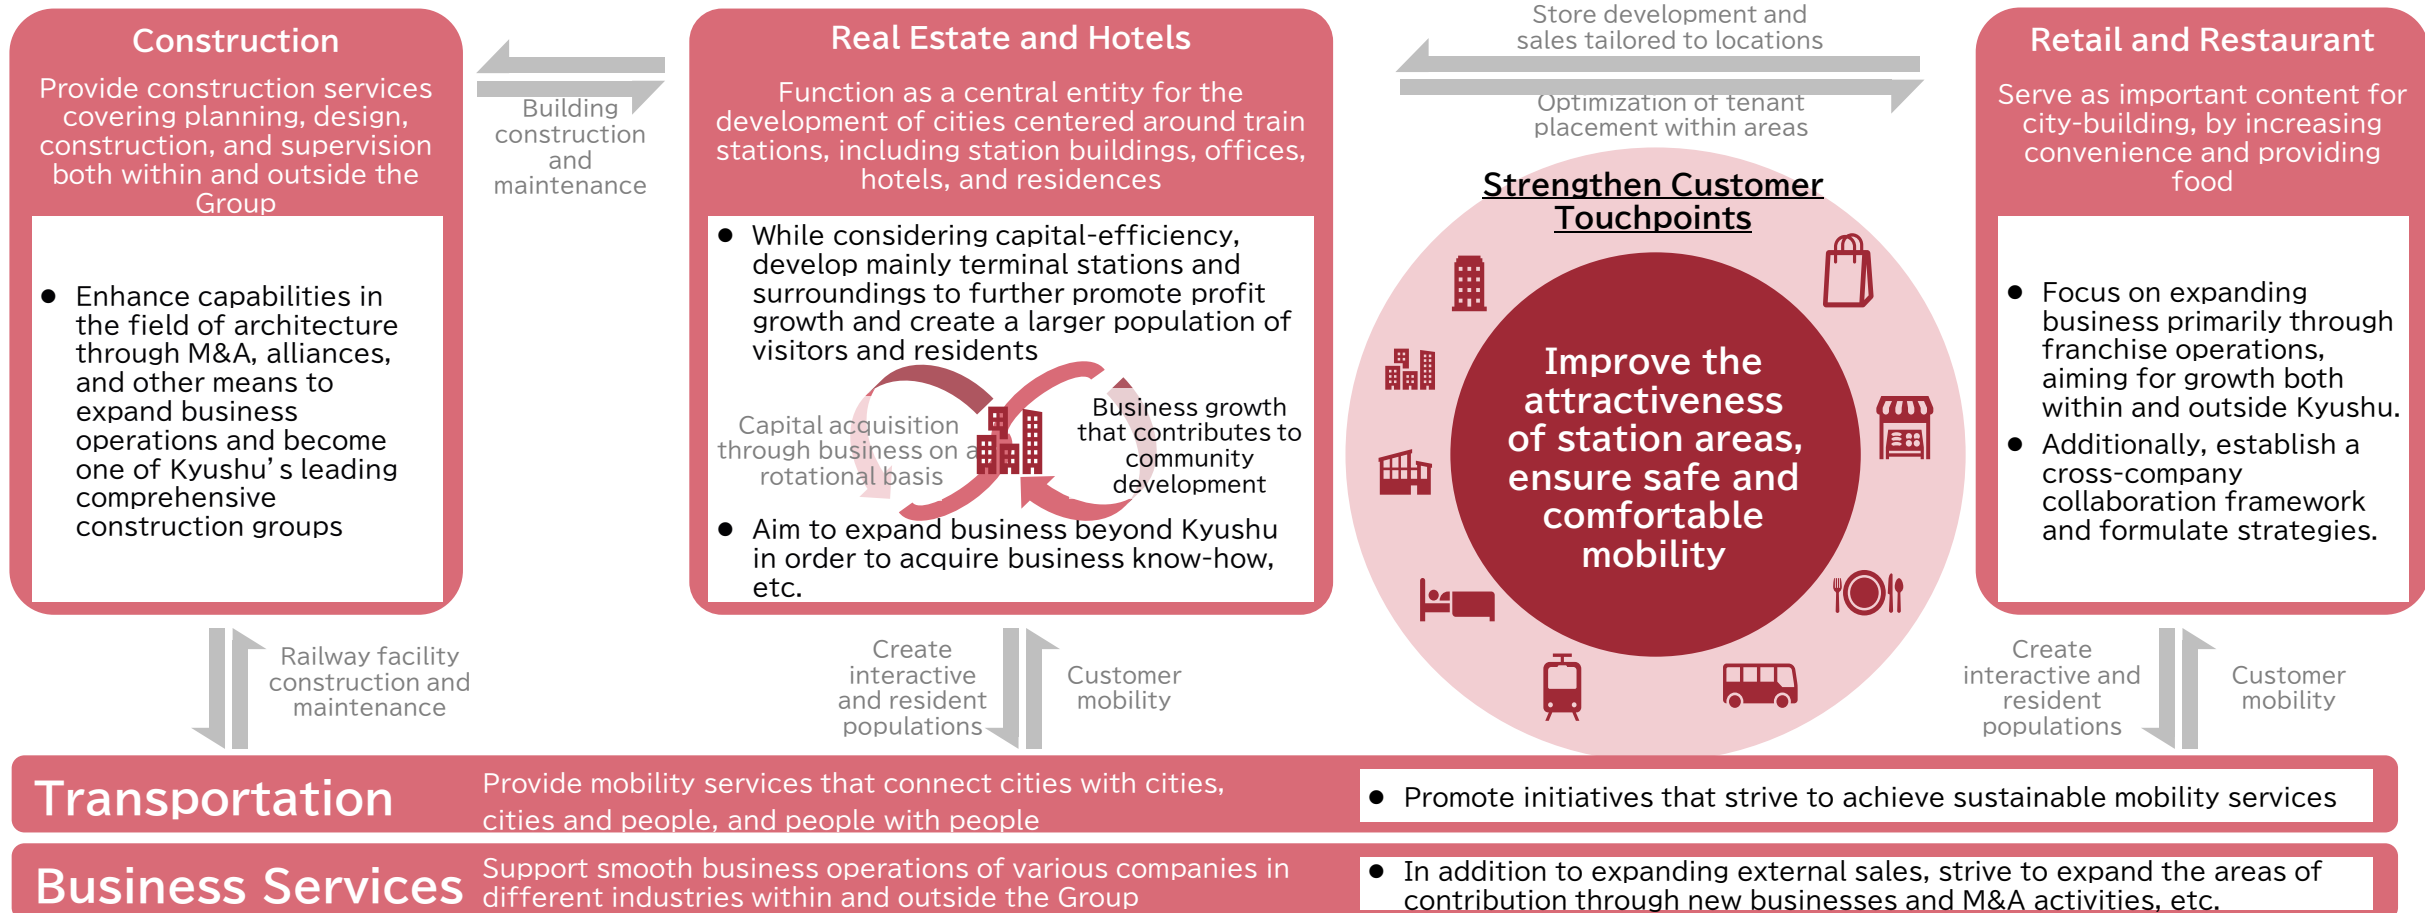 Construction
Provide construction services
covering planning, design,
construction, and supervision
both within and outside the
Group
● Enhance capabilities in
the field of architecture
through M&A, alliances,
and other means to
expand business
operations and become
one of Kyushu’s leading
comprehensive
construction groups
Building
construction
and
maintenance
Real Estate and Hotels
Function as a central entity for the
development of cities centered around train
stations, including station buildings, offices,
hotels, and residences
● While considering capital-efficiency,
develop mainly terminal stations and
surroundings to further promote profit
growth and create a larger population of
visitors and residents
Capital acquisition
through business on a
rotational basis
Business growth
that contributes to
community
development
● Aim to expand business beyond Kyushu
in order to acquire business know-how,
etc.
Store development and
sales tailored to locations
Optimization of tenant
placement within areas
Strengthen Customer
Touchpoints
Improve the
attractiveness
of station areas,
ensure safe and
comfortable
mobility
Retail and Restaurant
Serve as important content for
city-building, by increasing
convenience and providing
food
● Focus on expanding
business primarily through
franchise operations,
aiming for growth both
within and outside Kyushu.
● Additionally, establish a
cross-company
collaboration framework
and formulate strategies.
Railway facility
construction and
maintenance
Create
interactive
and resident
populations
Customer
mobility
Create
interactive and
resident
populations
Customer
mobility
Transportation
Provide mobility services that connect cities with cities,
cities and people, and people with people
● Promote initiatives that strive to achieve sustainable mobility services
Business Services
Support smooth business operations of various companies in
different industries within and outside the Group
● In addition to expanding external sales, strive to expand the areas of
contribution through new businesses and M&A activities, etc.